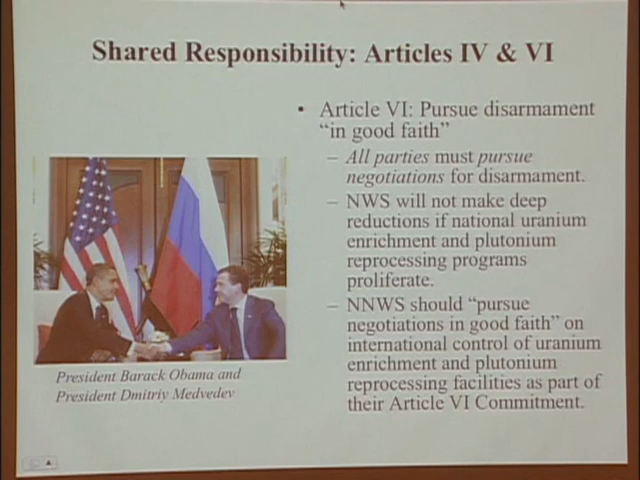 Shared Responsibility: Articles IV & VI
• Article VI: Pursue disarmament
“in good faith”
– All parties must pursue
negotiations for disarmament.
– NWS will not make deep
reductions if national uranium
enrichment and plutonium
reprocessing programs
proliferate.
– NNWS should “pursue
negotiations in good faith” on
international control of uranium
enrichment and plutonium
reprocessing facilities as part of
their Article VI Commitment.
President Barack Obama and
President Dmitriy Medvedev